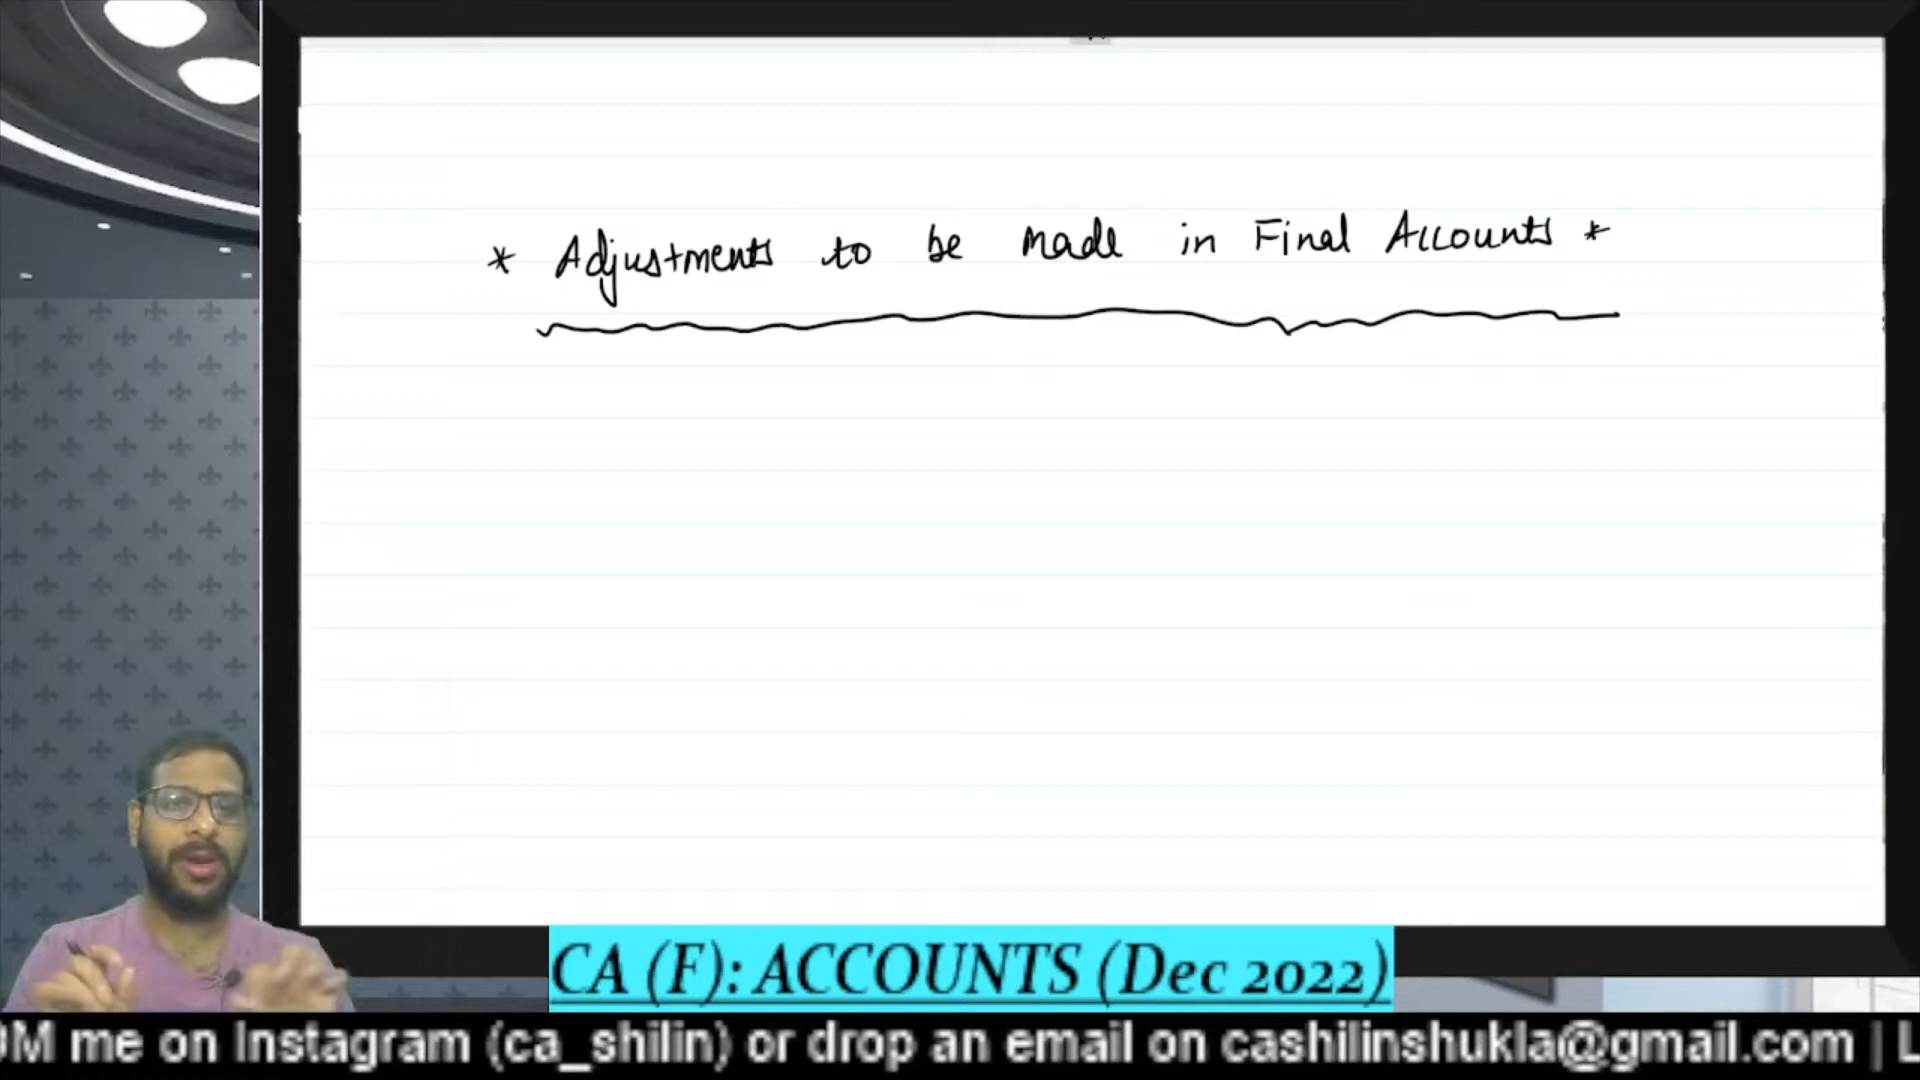 * Adjustments to be made in Final Accounts *
CA (F): ACCOUNTS (Dec 2022)
DM me on Instagram (ca_shilin) or drop an email on cashilinshukla@gmail.com | L